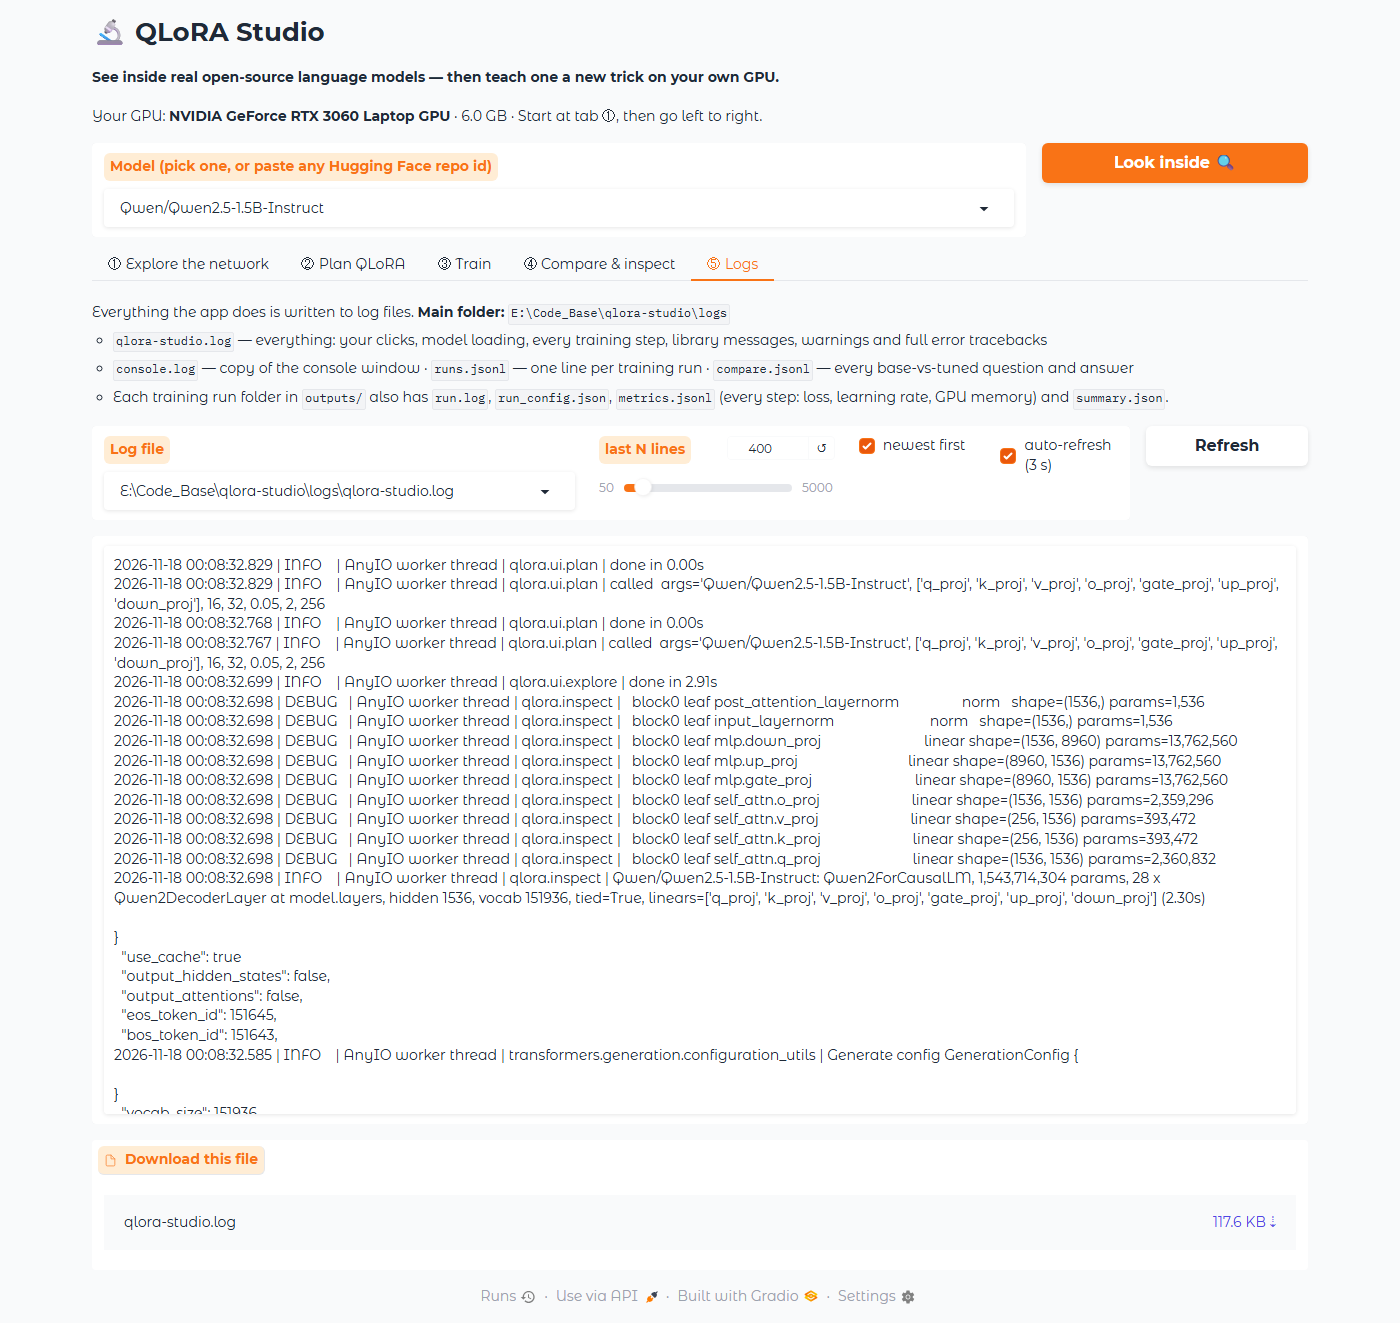 QLoRA Studio
See inside real open-source language models — then teach one a new trick on your own GPU.
Your GPU: NVIDIA GeForce RTX 3060 Laptop GPU · 6.0 GB · Start at tab ①, then go left to right.
Model (pick one, or paste any Hugging Face repo id)
Look inside
Qwen/Qwen2.5-1.5B-Instruct
① Explore the network ② Plan QLoRA ③ Train ④ Compare & inspect ⑤ Logs
Everything the app does is written to log files. Main folder: E:\Code_Base\qlora-studio\logs
qlora-studio.log — everything: your clicks, model loading, every training step, library messages, warnings and full error tracebacks
console.log — copy of the console window · runs.jsonl — one line per training run · compare.jsonl — every base-vs-tuned question and answer
Each training run folder in outputs/ also has run.log, run_config.json, metrics.jsonl (every step: loss, learning rate, GPU memory) and summary.json.
Log file
last N lines 400 ↺
newest first
auto-refresh
(3 s)
Refresh
E:\Code_Base\qlora-studio\logs\qlora-studio.log
50 5000
2026-11-18 00:08:32.829 | INFO | AnyIO worker thread | qlora.ui.plan | done in 0.00s
2026-11-18 00:08:32.829 | INFO | AnyIO worker thread | qlora.ui.plan | called args='Qwen/Qwen2.5-1.5B-Instruct', ['q_proj', 'k_proj', 'v_proj', 'o_proj', 'gate_proj', 'up_proj',
'down_proj'], 16, 32, 0.05, 2, 256
2026-11-18 00:08:32.768 | INFO | AnyIO worker thread | qlora.ui.plan | done in 0.00s
2026-11-18 00:08:32.767 | INFO | AnyIO worker thread | qlora.ui.plan | called args='Qwen/Qwen2.5-1.5B-Instruct', ['q_proj', 'k_proj', 'v_proj', 'o_proj', 'gate_proj', 'up_proj',
'down_proj'], 16, 32, 0.05, 2, 256
2026-11-18 00:08:32.699 | INFO | AnyIO worker thread | qlora.ui.explore | done in 2.91s
2026-11-18 00:08:32.698 | DEBUG | AnyIO worker thread | qlora.inspect | block0 leaf post_attention_layernorm norm shape=(1536,) params=1,536
2026-11-18 00:08:32.698 | DEBUG | AnyIO worker thread | qlora.inspect | block0 leaf input_layernorm norm shape=(1536,) params=1,536
2026-11-18 00:08:32.698 | DEBUG | AnyIO worker thread | qlora.inspect | block0 leaf mlp.down_proj linear shape=(1536, 8960) params=13,762,560
2026-11-18 00:08:32.698 | DEBUG | AnyIO worker thread | qlora.inspect | block0 leaf mlp.up_proj linear shape=(8960, 1536) params=13,762,560
2026-11-18 00:08:32.698 | DEBUG | AnyIO worker thread | qlora.inspect | block0 leaf mlp.gate_proj linear shape=(8960, 1536) params=13,762,560
2026-11-18 00:08:32.698 | DEBUG | AnyIO worker thread | qlora.inspect | block0 leaf self_attn.o_proj linear shape=(1536, 1536) params=2,359,296
2026-11-18 00:08:32.698 | DEBUG | AnyIO worker thread | qlora.inspect | block0 leaf self_attn.v_proj linear shape=(256, 1536) params=393,472
2026-11-18 00:08:32.698 | DEBUG | AnyIO worker thread | qlora.inspect | block0 leaf self_attn.k_proj linear shape=(256, 1536) params=393,472
2026-11-18 00:08:32.698 | DEBUG | AnyIO worker thread | qlora.inspect | block0 leaf self_attn.q_proj linear shape=(1536, 1536) params=2,360,832
2026-11-18 00:08:32.698 | INFO | AnyIO worker thread | qlora.inspect | Qwen/Qwen2.5-1.5B-Instruct: Qwen2ForCausalLM, 1,543,714,304 params, 28 x
Qwen2DecoderLayer at model.layers, hidden 1536, vocab 151936, tied=True, linears=['q_proj', 'k_proj', 'v_proj', 'o_proj', 'gate_proj', 'up_proj', 'down_proj'] (2.30s)
}
"use_cache": true
"output_hidden_states": false,
"output_attentions": false,
"eos_token_id": 151645,
"bos_token_id": 151643,
2026-11-18 00:08:32.585 | INFO | AnyIO worker thread | transformers.generation.configuration_utils | Generate config GenerationConfig {
}
"vocab_size": 151936
Download this file
qlora-studio.log 117.6 KB ⇣
Runs · Use via API · Built with Gradio · Settings